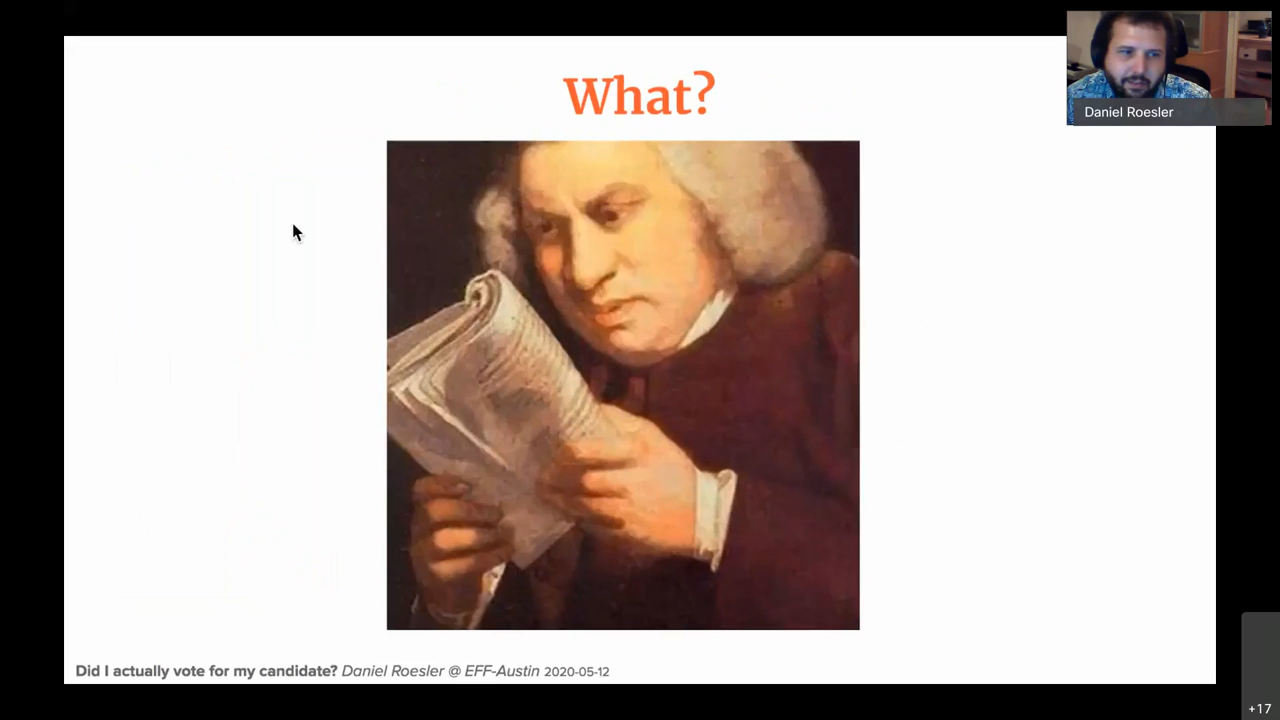 What?
Daniel Roesler
Did I actually vote for my candidate? Daniel Roesler @ EFF-Austin 2020-05-12
+17